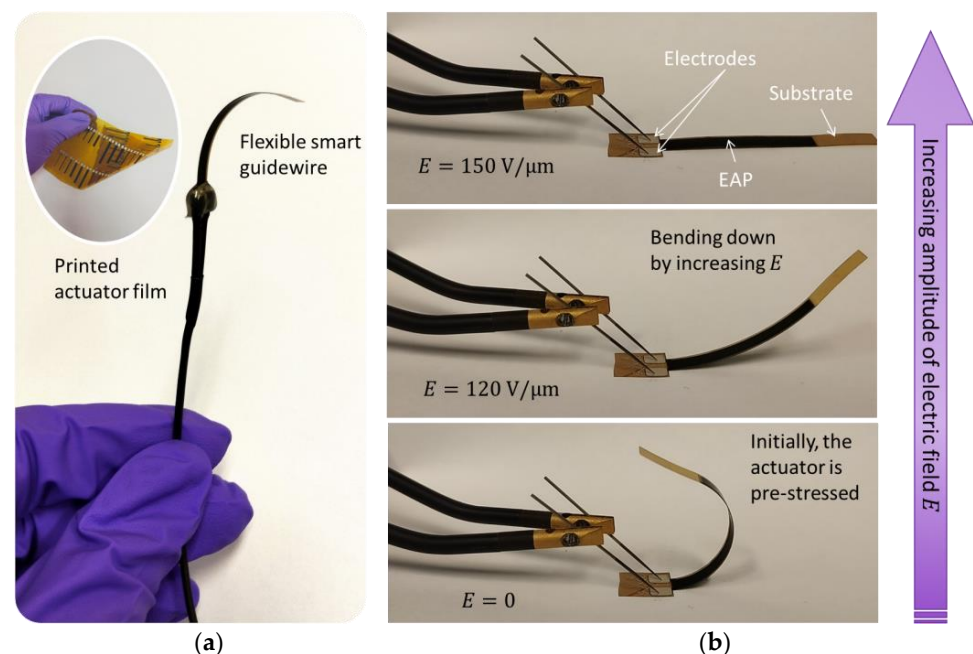 Flexible smart
guidewire
Printed
actuator film
(a)
Electrodes
Substrate
E = 150 V/μm
EAP
Bending down
by increasing E
E = 120 V/μm
Initially, the
actuator is
pre-stressed
E = 0
(b)
Increasing amplitude of electric field E